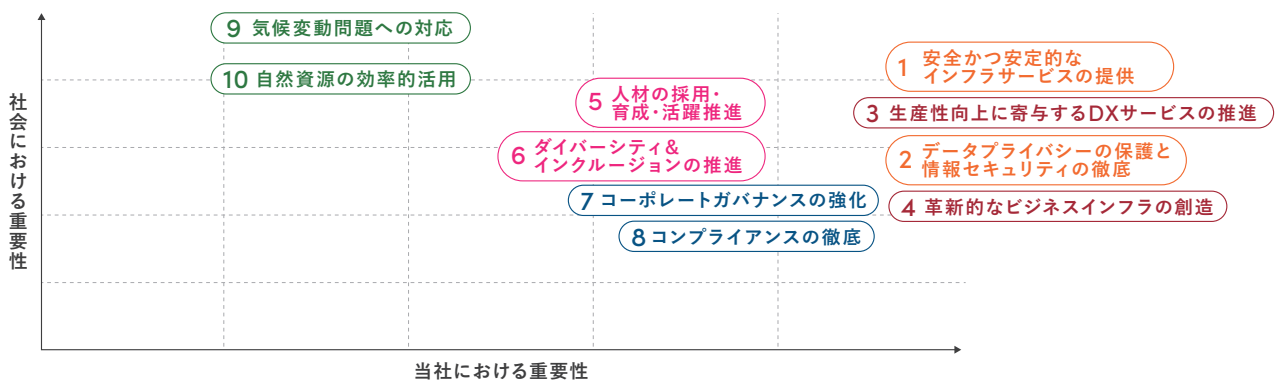 社会における重要性
9 気候変動問題への対応
10 自然資源の効率的活用
1 安全かつ安定的な
インフラサービスの提供
5 人材の採用・
育成・活躍推進
3 生産性向上に寄与するDXサービスの推進
6 ダイバーシティ&
インクルージョンの推進
2 データプライバシーの保護と
情報セキュリティの徹底
7 コーポレートガバナンスの強化
4 革新的なビジネスインフラの創造
8 コンプライアンスの徹底
当社における重要性